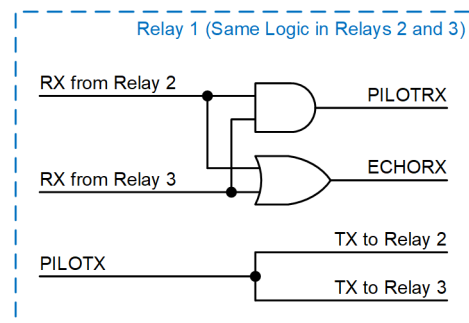 Relay 1 (Same Logic in Relays 2 and 3)
RX from Relay 2
PILOTRX
ECHORX
RX from Relay 3
TX to Relay 2
PILOTX
TX to Relay 3